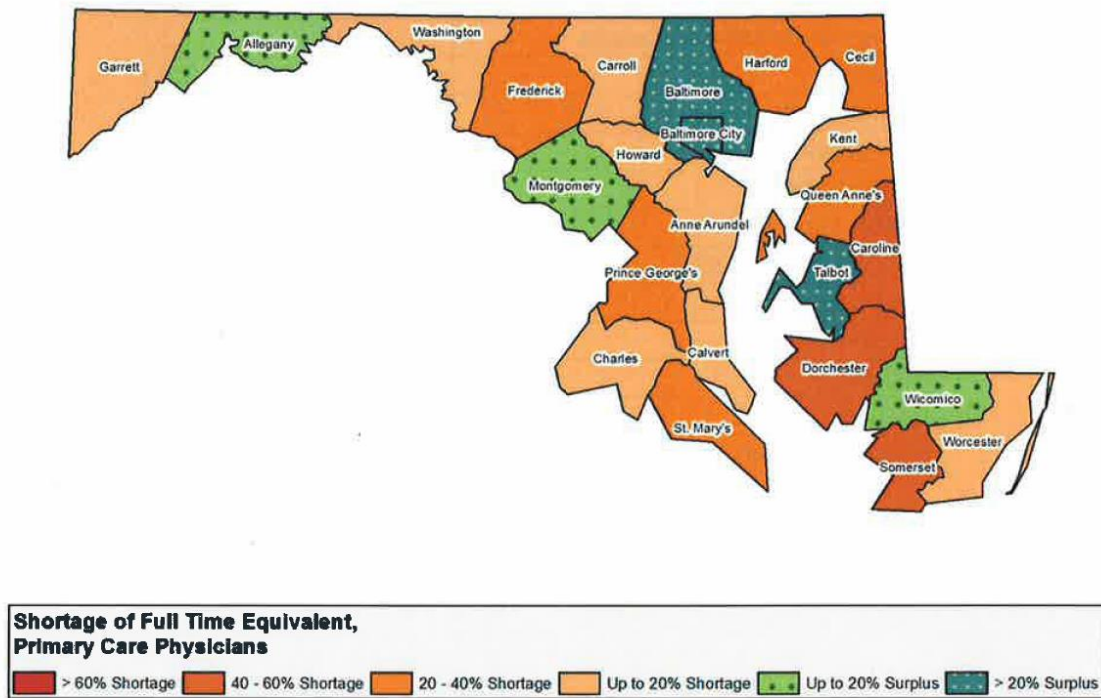 Washington
Allegany
Garrett
Carroll
Harford
Cecil
Frederick
Baltimore
Baltimore City
Kent
Howard
Montgomery
Queen Anne's
Anne Arundel
Caroline
Talbot
Prince George's
Charles
Calvert
Dorchester
Wicomico
St. Mary's
Worcester
Somerset
Shortage of Full Time Equivalent,
Primary Care Physicians
> 60% Shortage 40 - 60% Shortage 20 - 40% Shortage Up to 20% Shortage Up to 20% Surplus > 20% Surplus